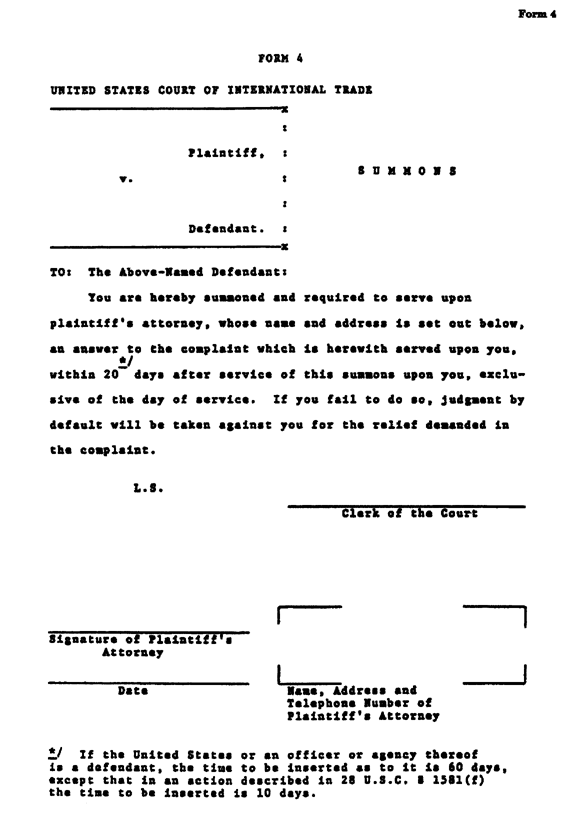 Form 4
FORM 4
UNITED STATES COURT OF INTERNATIONAL TRADE
x
:
Plaintiff, :
S U M M O N S
v. :
:
Defendant. :
x
TO: The Above-Named Defendant:
You are hereby summoned and required to serve upon
plaintiff's attorney, whose name and address is set out below,
an answer to the complaint which is herewith served upon you,
within 20 */ days after service of this summons upon you, exclu-
sive of the day of service. If you fail to do so, judgment by
default will be taken against you for the relief demanded in
the complaint.
L.S.
Clerk of the Court
Signature of Plaintiff's
Attorney
Date
Name, Address and
Telephone Number of
Plaintiff's Attorney
*/ If the United States or an officer or agency thereof
is a defendant, the time to be inserted as to it is 60 days,
except that in an action described in 28 U.S.C. § 1581(f)
the time to be inserted is 10 days.